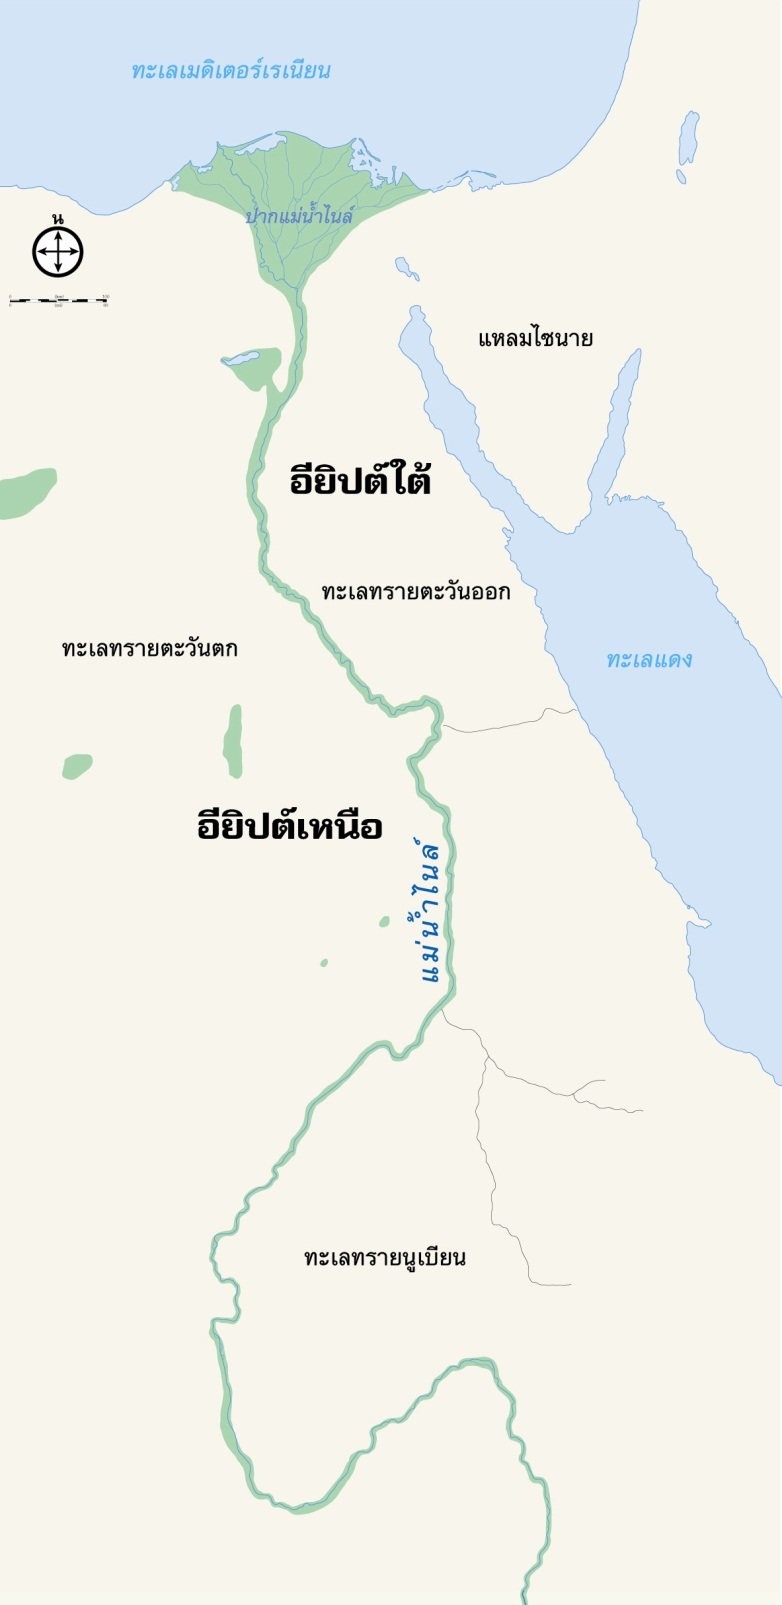 ทะเลเมดิเตอร์เรเนียน
ปากแม่น้ำไนล์
น
แหลมไซนาย
อียิปต์ใต้
ทะเลทรายตะวันออก
ทะเลทรายตะวันตก
ทะเลแดง
อียิปต์เหนือ
แม่น้ำไนล์
ทะเลทรายนูเบียน